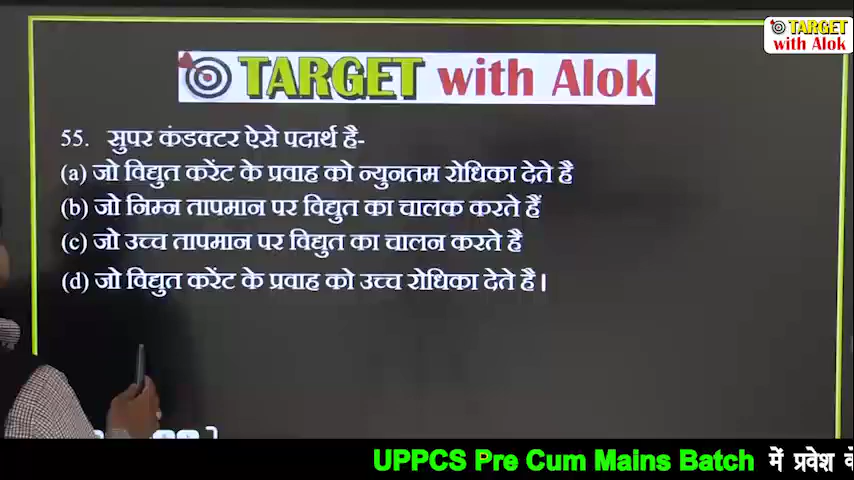 TARGET
with Alok
TARGET with Alok
55. सुपर कंडक्टर ऐसे पदार्थ है-
(a) जो विद्युत करेंट के प्रवाह को न्युनतम रोधिका देते है
(b) जो निम्न तापमान पर विद्युत का चालक करते हैं
(c) जो उच्च तापमान पर विद्युत का चालन करते है
(d) जो विद्युत करेंट के प्रवाह को उच्च रोधिका देते है।
UPPCS Pre Cum Mains Batch में प्रवेश